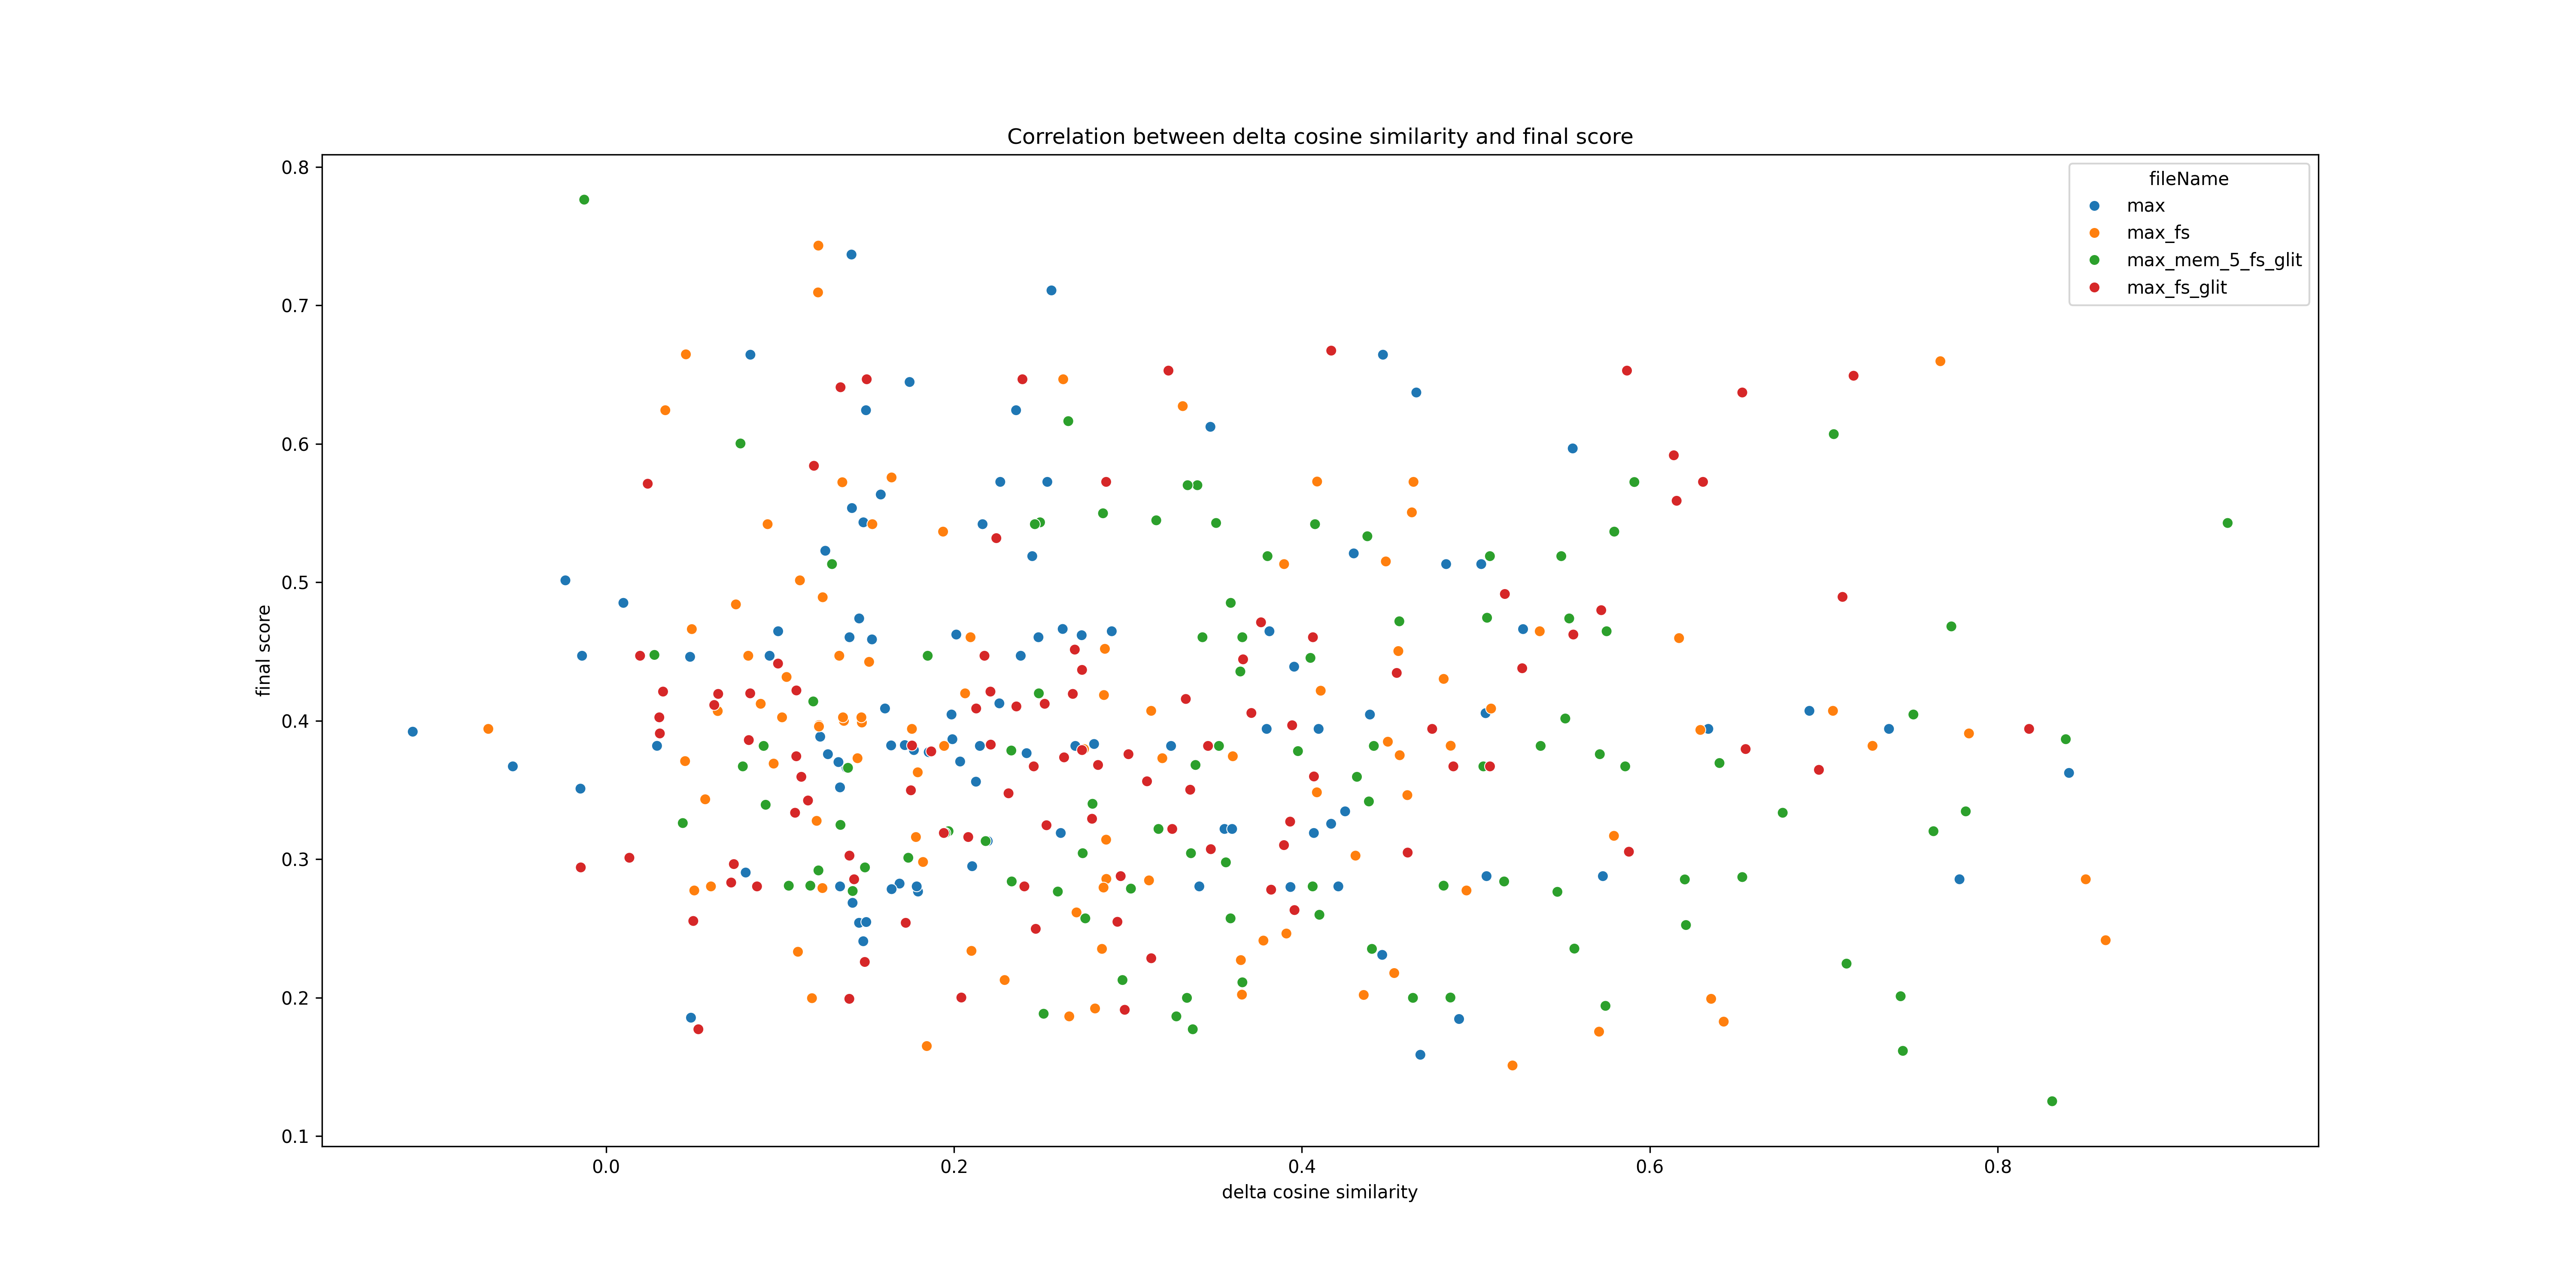 Correlation between delta cosine similarity and final score
fileName
max
max_fs
max_mem_5_fs_glit
max_fs_glit
final score
0.8
0.7
0.6
0.5
0.4
0.3
0.2
0.1
0.0
0.2
0.4
0.6
0.8
delta cosine similarity